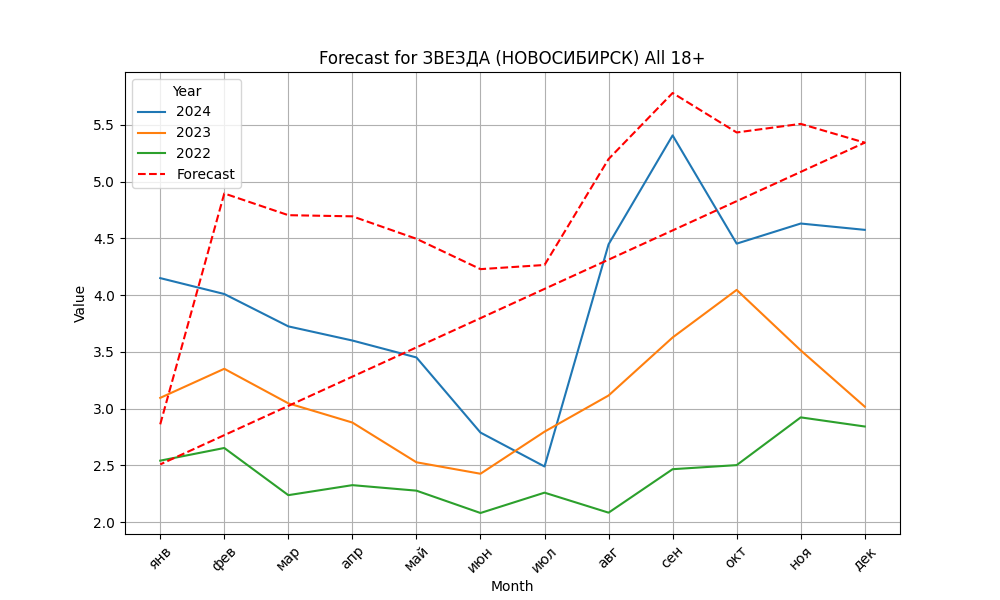 Forecast for ЗВЕЗДА (НОВОСИБИРСК) All 18+
Year
2024
2023
2022
Forecast
5.5
5.0
4.5
4.0
3.5
3.0
2.5
2.0
Value
янв
фев
мар
апр
май
июн
июл
авг
сен
окт
ноя
дек
Month